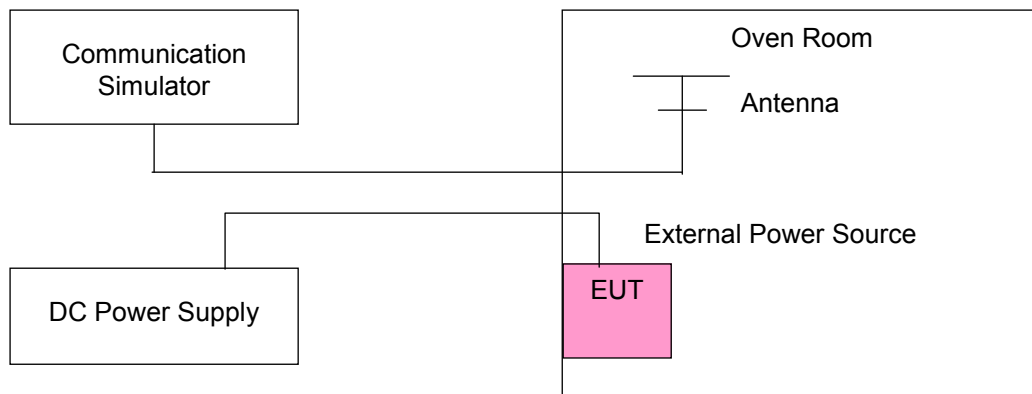 Communication
Simulator
Oven Room
Antenna
External Power Source
DC Power Supply
EUT